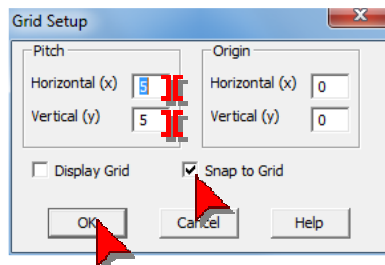 Grid Setup
Pitch
Origin
Horizontal (x) 5
Horizontal (x) 0
Vertical (y) 5
Vertical (y) 0
Display Grid
Snap to Grid
OK
Cancel
Help